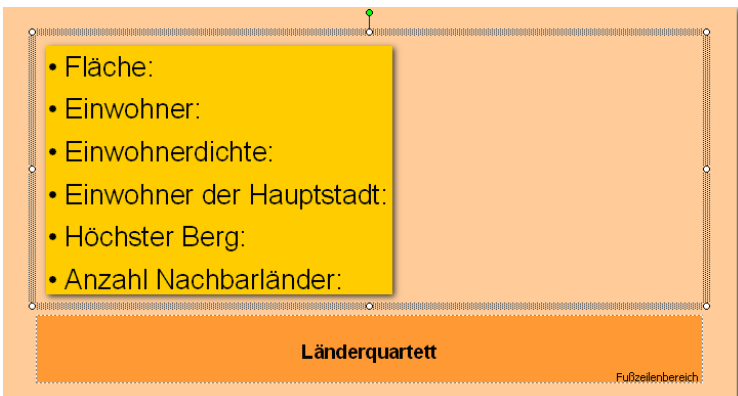 • Fläche:
• Einwohner:
• Einwohnerdichte:
• Einwohner der Hauptstadt:
• Höchster Berg:
• Anzahl Nachbarländer:
Länderquartett
Fußzeilenbereich